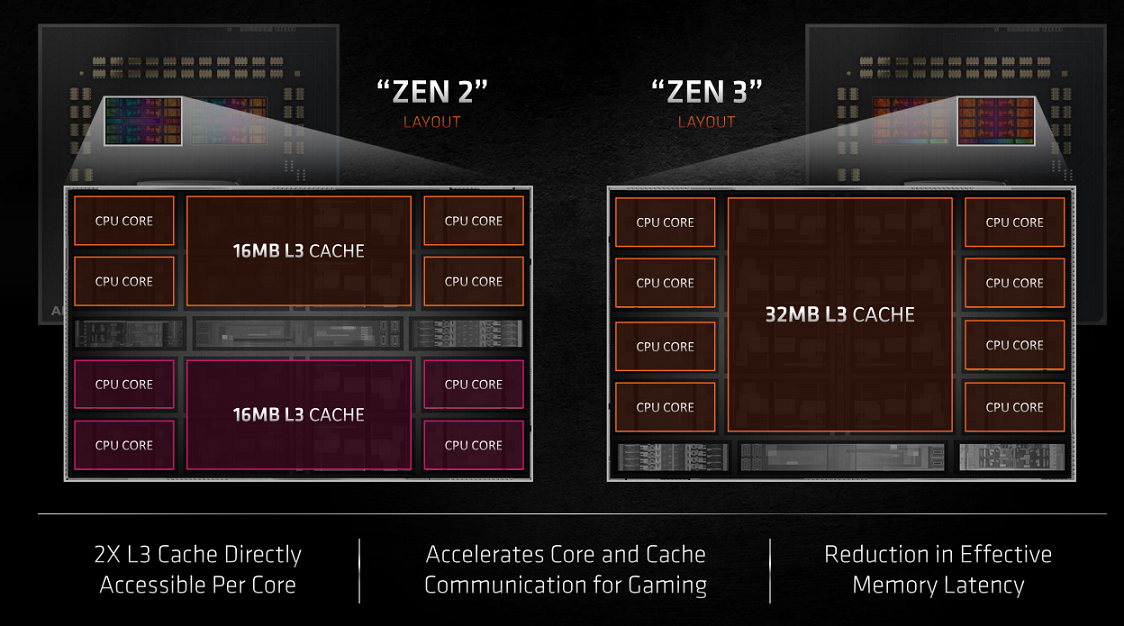 “ZEN 2”
LAYOUT
“ZEN 3”
LAYOUT
CPU CORE
16MB L3 CACHE
CPU CORE
CPU CORE
CPU CORE
CPU CORE
16MB L3 CACHE
CPU CORE
CPU CORE
CPU CORE
CPU CORE
32MB L3 CACHE
CPU CORE
CPU CORE
CPU CORE
CPU CORE
CPU CORE
CPU CORE
CPU CORE
2X L3 Cache Directly
Accessible Per Core
Accelerates Core and Cache
Communication for Gaming
Reduction in Effective
Memory Latency